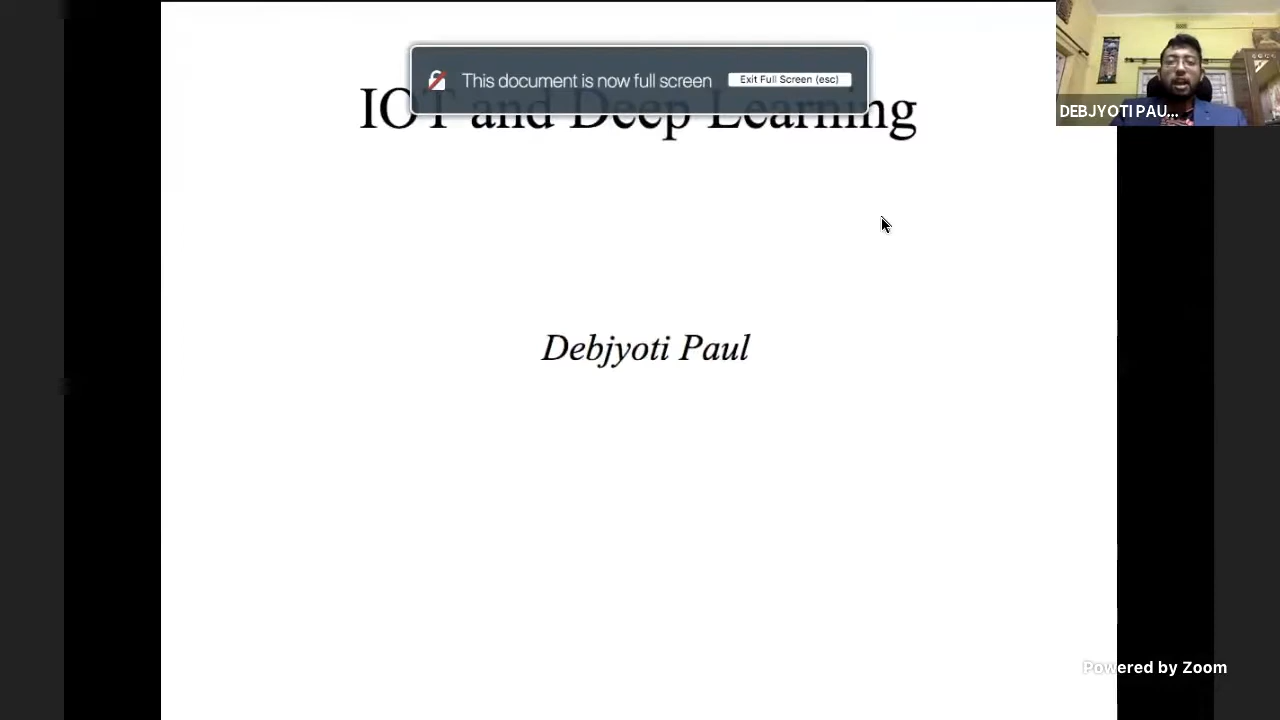 This document is now full screen
Exit Full Screen (esc)
IOT and Deep Learning
DEBJYOTI PAU...
Debjyoti Paul
Powered by Zoom